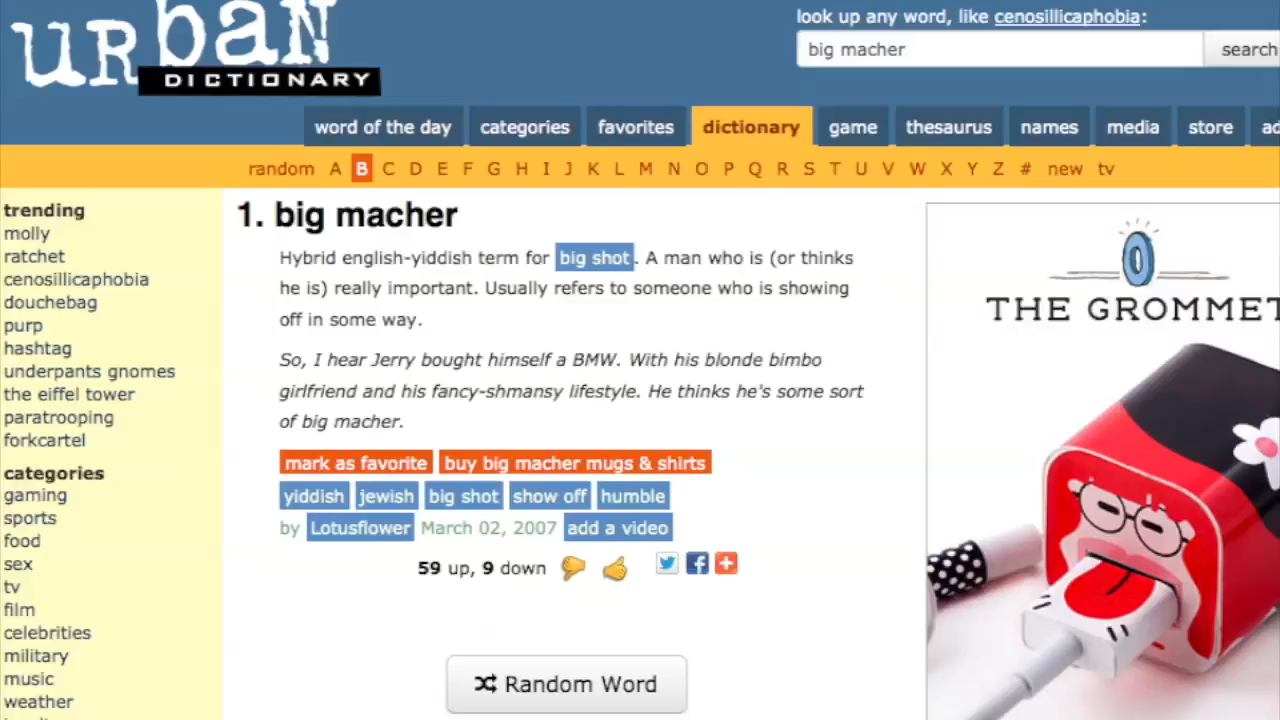 urban
DICTIONARY
look up any word, like cenosillicaphobia:
big macher
search
word of the day categories favorites dictionary game thesaurus names media store
random A B C D E F G H I J K L M N O P Q R S T U V W X Y Z # new tv
trending
molly
ratchet
cenosillicaphobia
douchebag
purp
hashtag
underpants gnomes
the eiffel tower
paratrooping
forkcartel
categories
gaming
sports
food
sex
tv
film
celebrities
military
music
weather
1. big macher
Hybrid english-yiddish term for big shot. A man who is (or thinks
he is) really important. Usually refers to someone who is showing
off in some way.
So, I hear Jerry bought himself a BMW. With his blonde bimbo
girlfriend and his fancy-shmansy lifestyle. He thinks he's some sort
of big macher.
mark as favorite buy big macher mugs & shirts
yiddish jewish big shot show off humble
by Lotusflower March 02, 2007 add a video
59 up, 9 down
Random Word
THE GROMMET